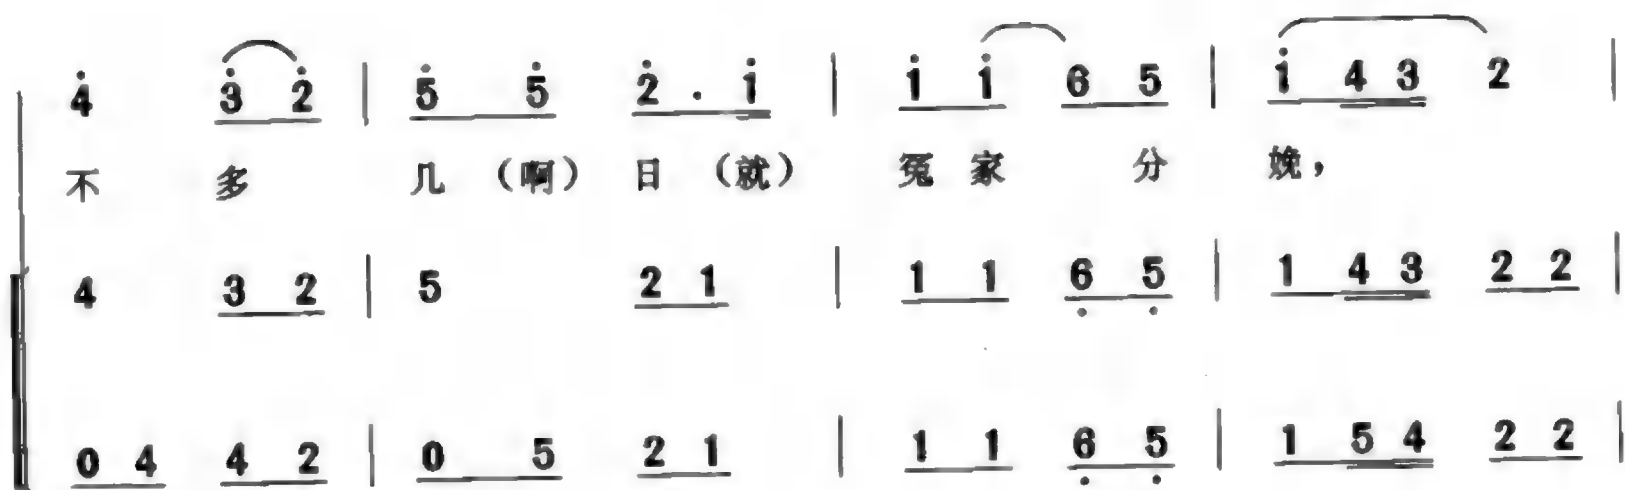 4̇ 3̇ 2̇ | 5̇ 5̇ 2̇ . 1̇ | 1̇ 1̇ 6 5 | 1̇ 4 3 2 |
不 多 几 （啊） 日 （就） 冤 家 分 娩，
4 3 2 | 5 2 1 | 1 1 6̣ 5̣ | 1 4 3 2 2 |
0 4 4 2 | 0 5 2 1 | 1 1 6̣ 5̣ | 1 5 4 2 2 |